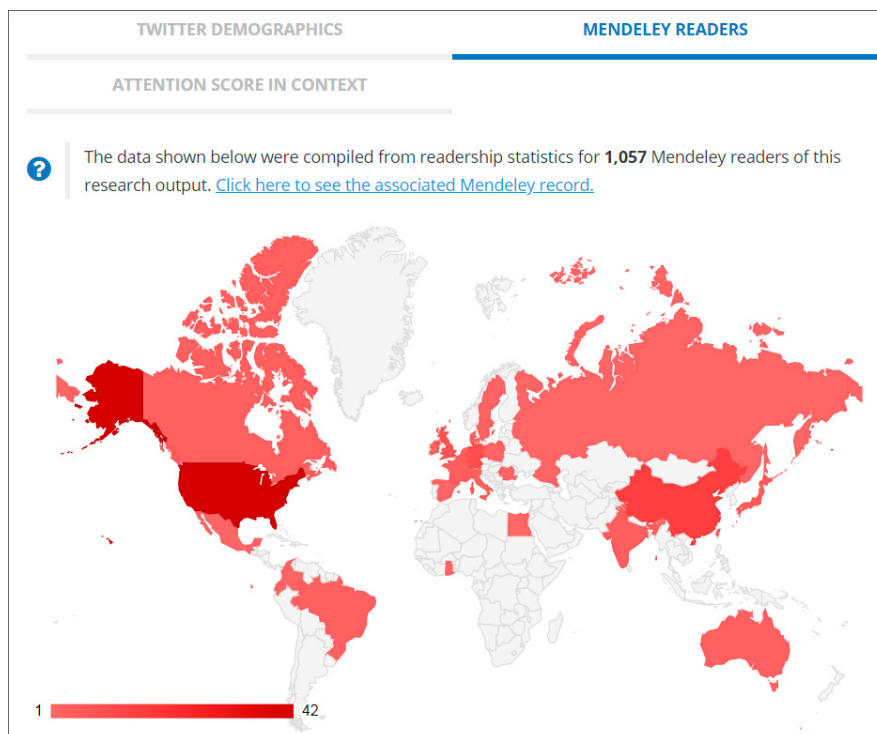 TWITTER DEMOGRAPHICS
MENDELEY READERS
ATTENTION SCORE IN CONTEXT
?
The data shown below were compiled from readership statistics for 1,057 Mendeley readers of this
research output. Click here to see the associated Mendeley record.
1
42